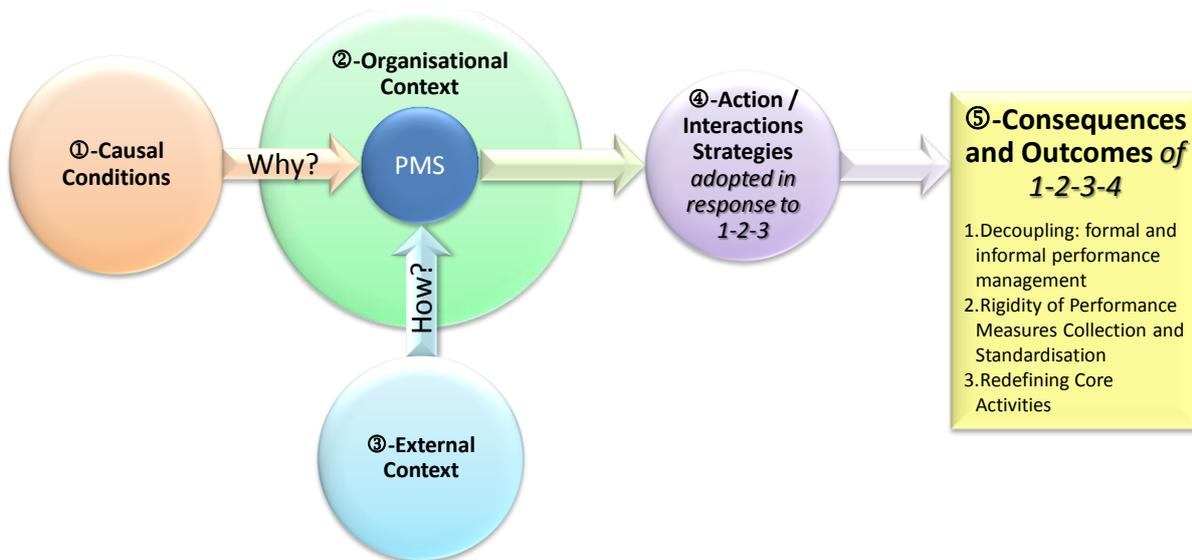 ①-Causal
Conditions
Why?
②-Organisational
Context
PMS
How?
③-External
Context
④-Action /
Interactions
Strategies
adopted in
response to
1-2-3
⑤-Consequences
and Outcomes of
1-2-3-4
1.Decoupling: formal and
informal performance
management
2.Rigidity of Performance
Measures Collection and
Standardisation
3.Redefining Core
Activities